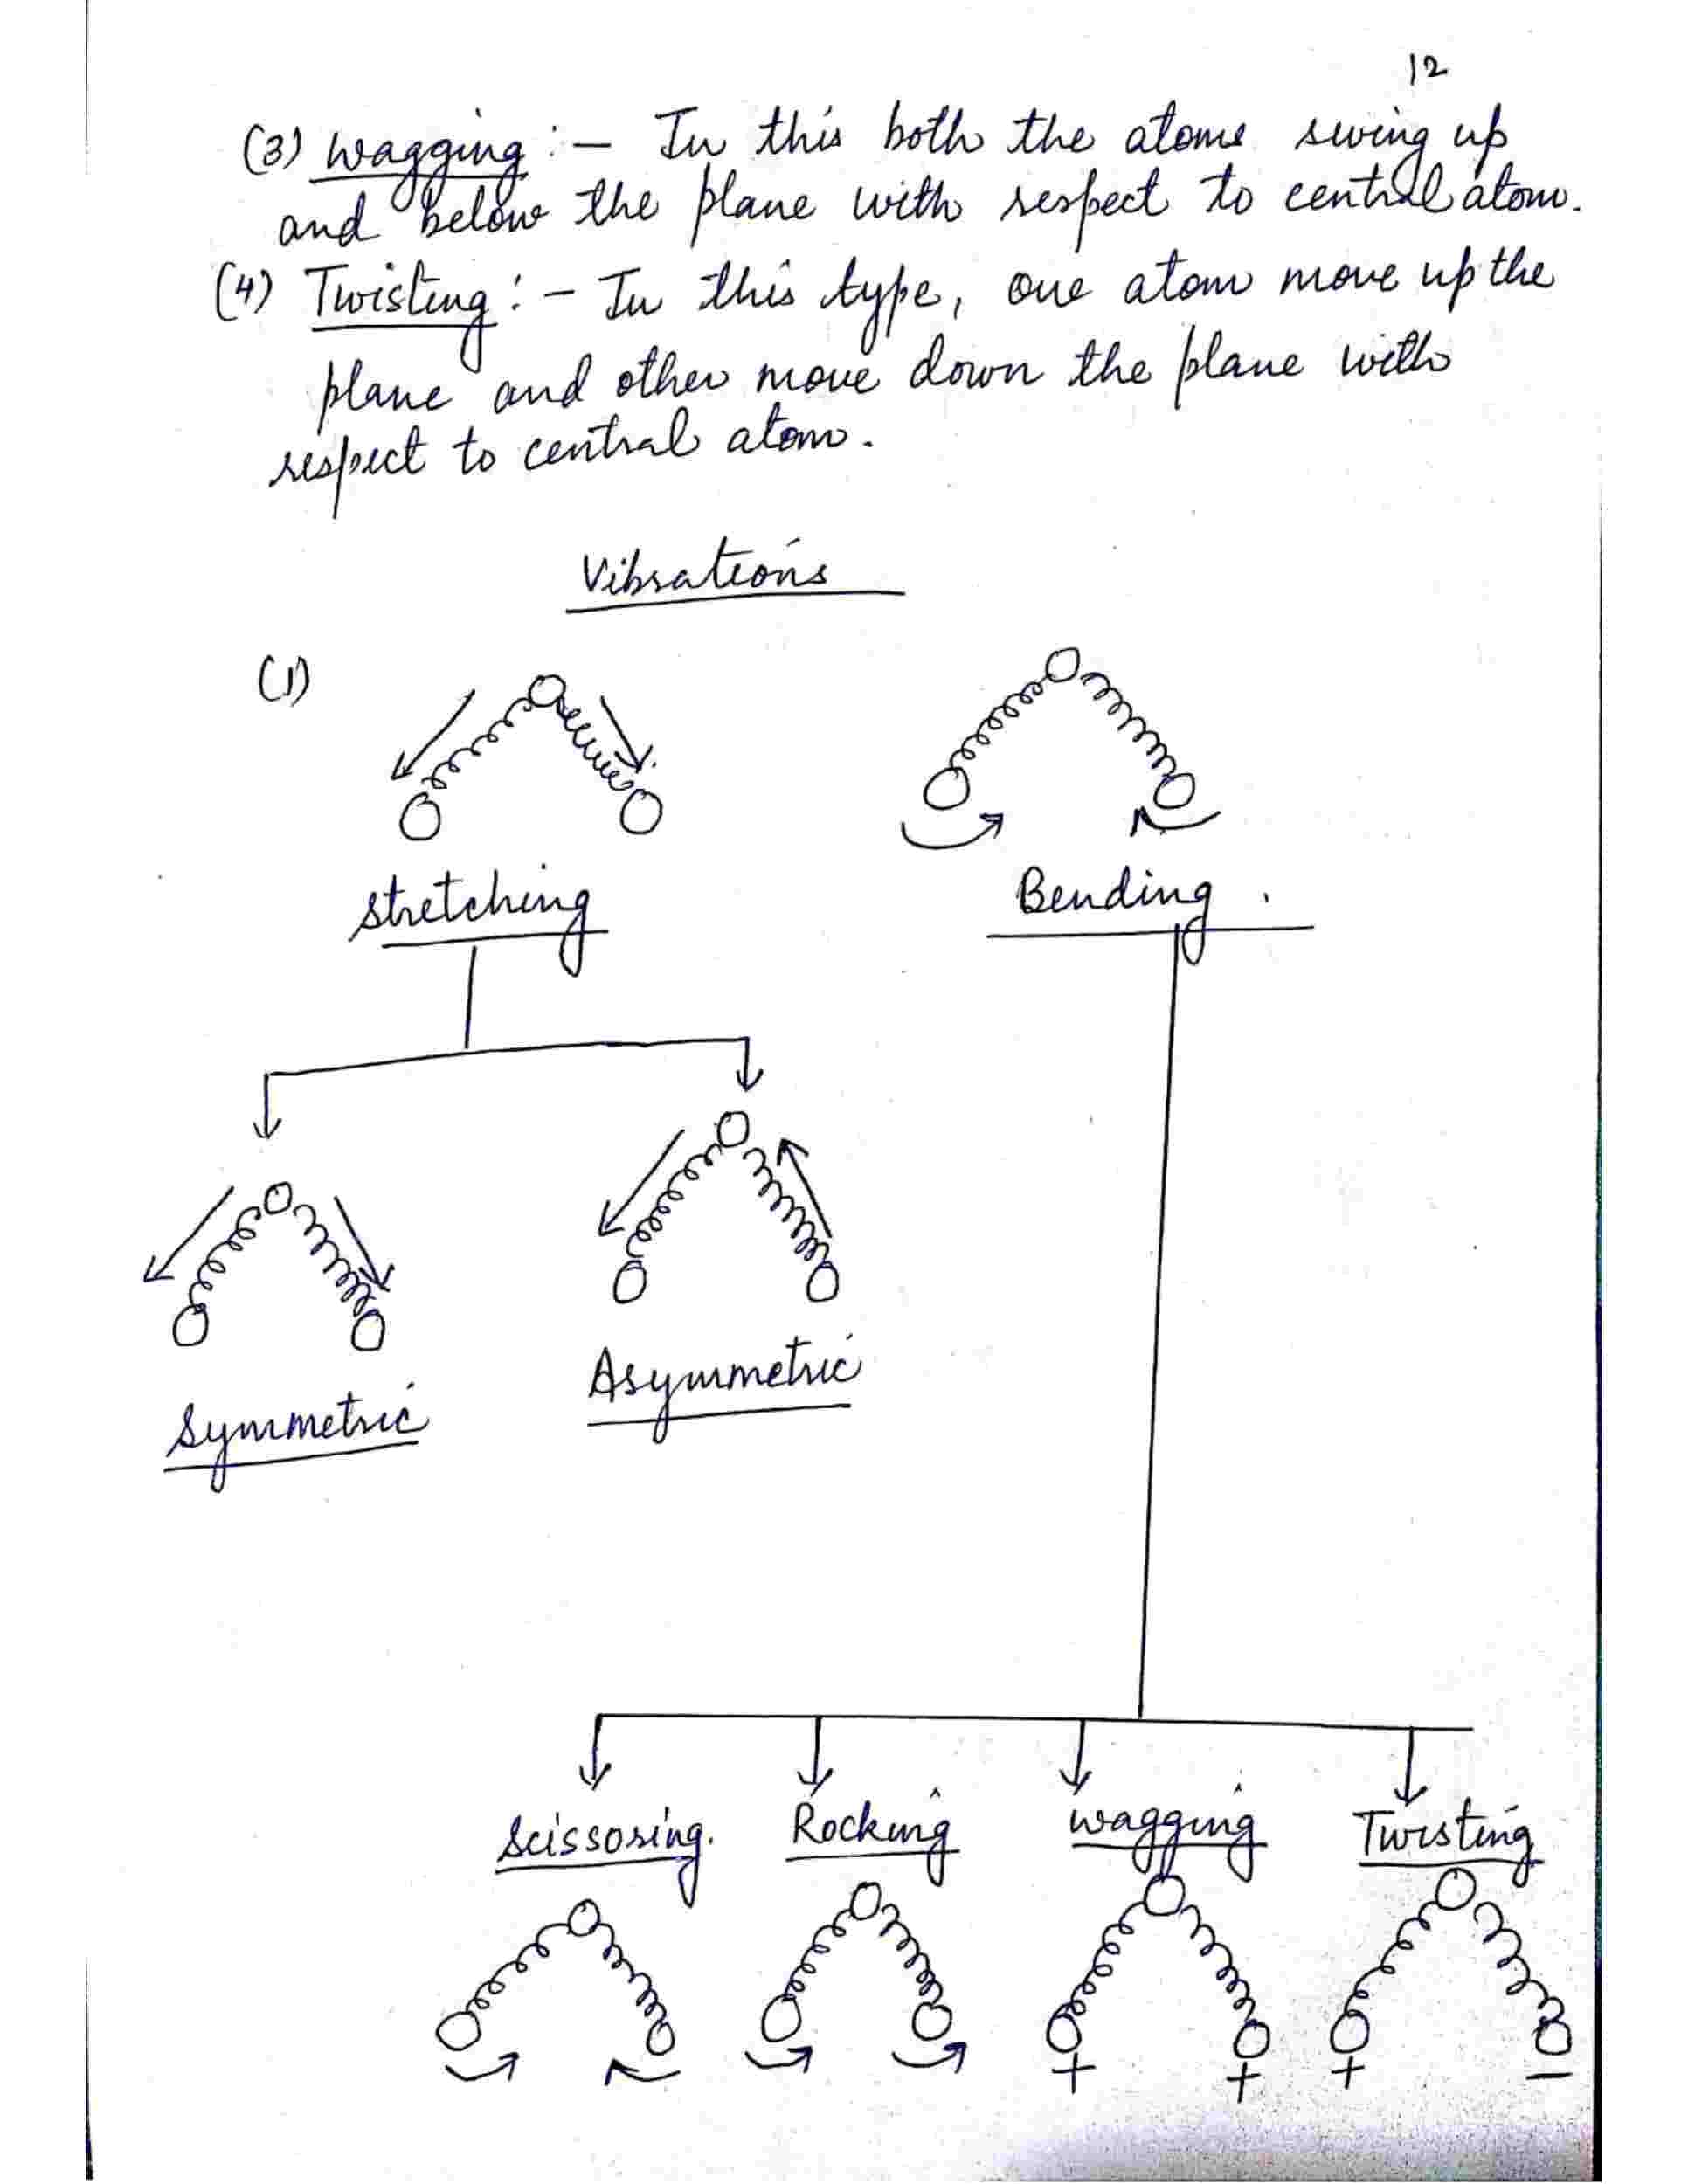 12
(3) wagging :- In this both the atoms swing up
and below the plane with respect to central atom.
(4) Twisting :- In this type, one atom move up the
plane and other move down the plane with
respect to central atom.
Vibrations
(1)
stretching
Bending.
Symmetric
Asymmetric
Scissoring.
Rocking
wagging
Twisting
+
+
+
-